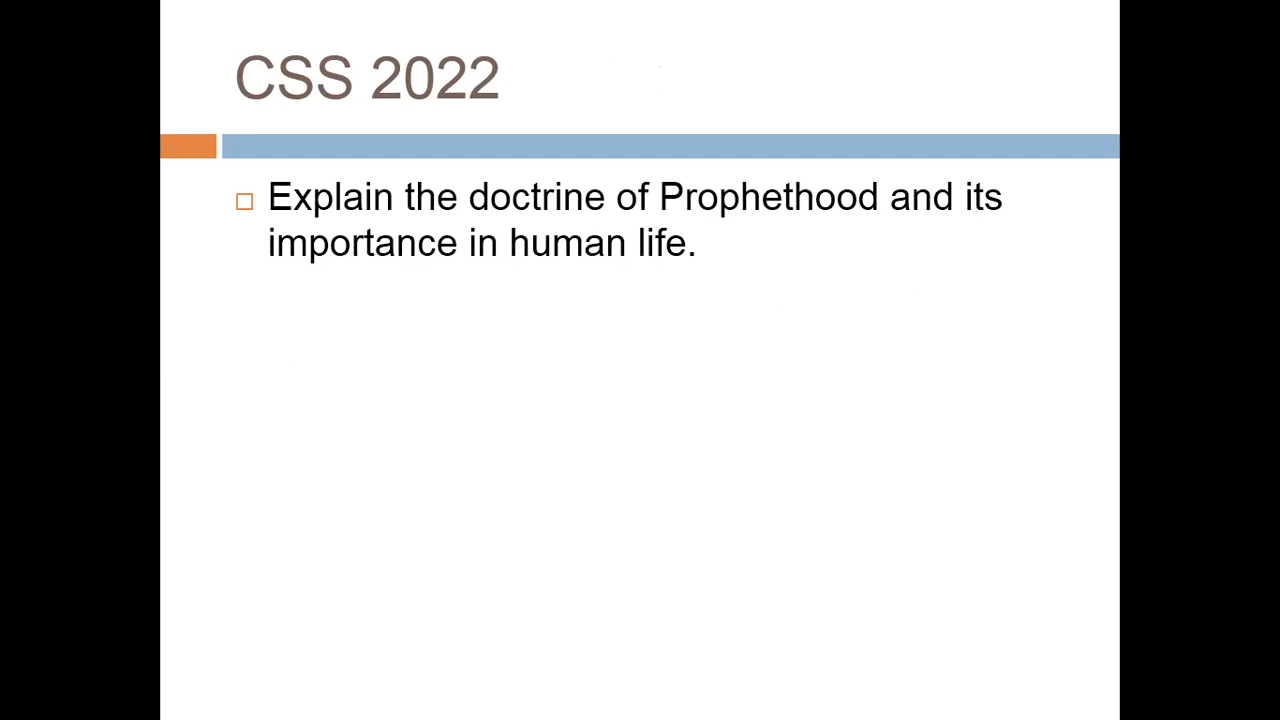 CSS 2022
Explain the doctrine of Prophethood and its
importance in human life.